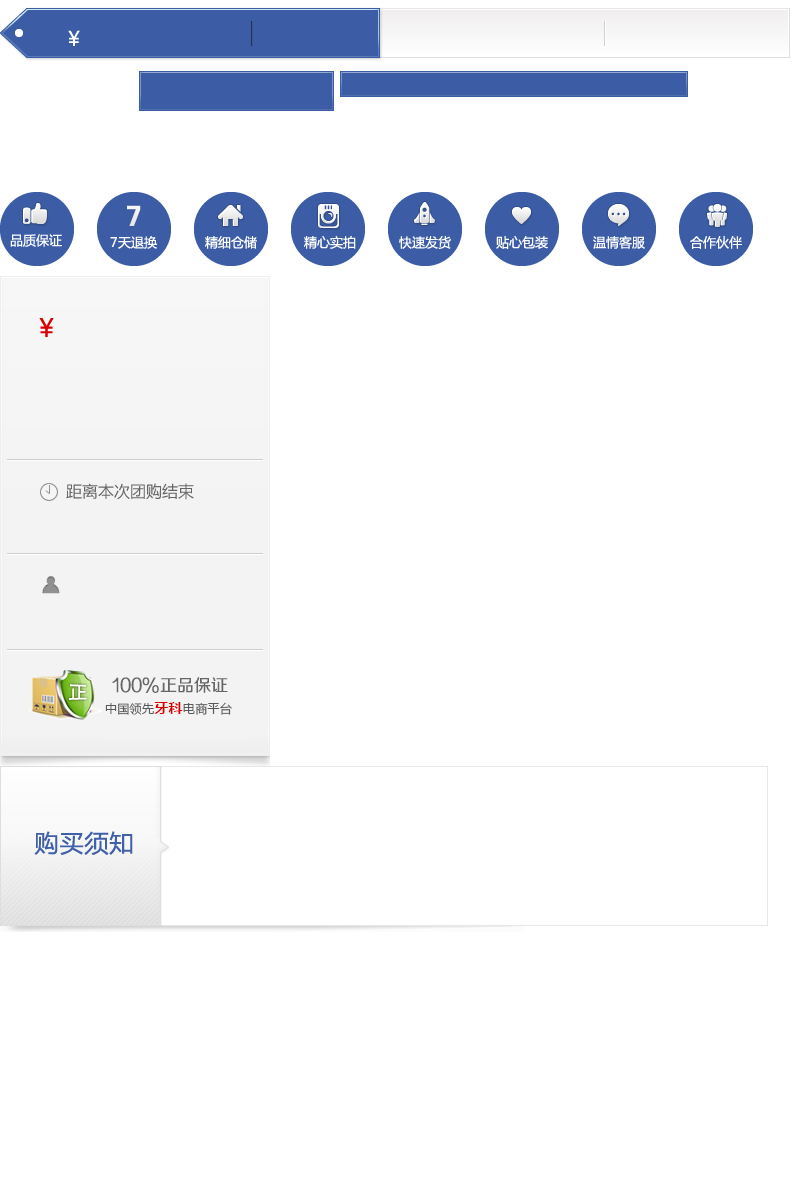 ¥
7
品质保证
7天退换
精细仓储
精心实拍
快速发货
贴心包装
温情客服
合作伙伴
¥
距离本次团购结束
正
100%正品保证
中国领先牙科电商平台
购买须知